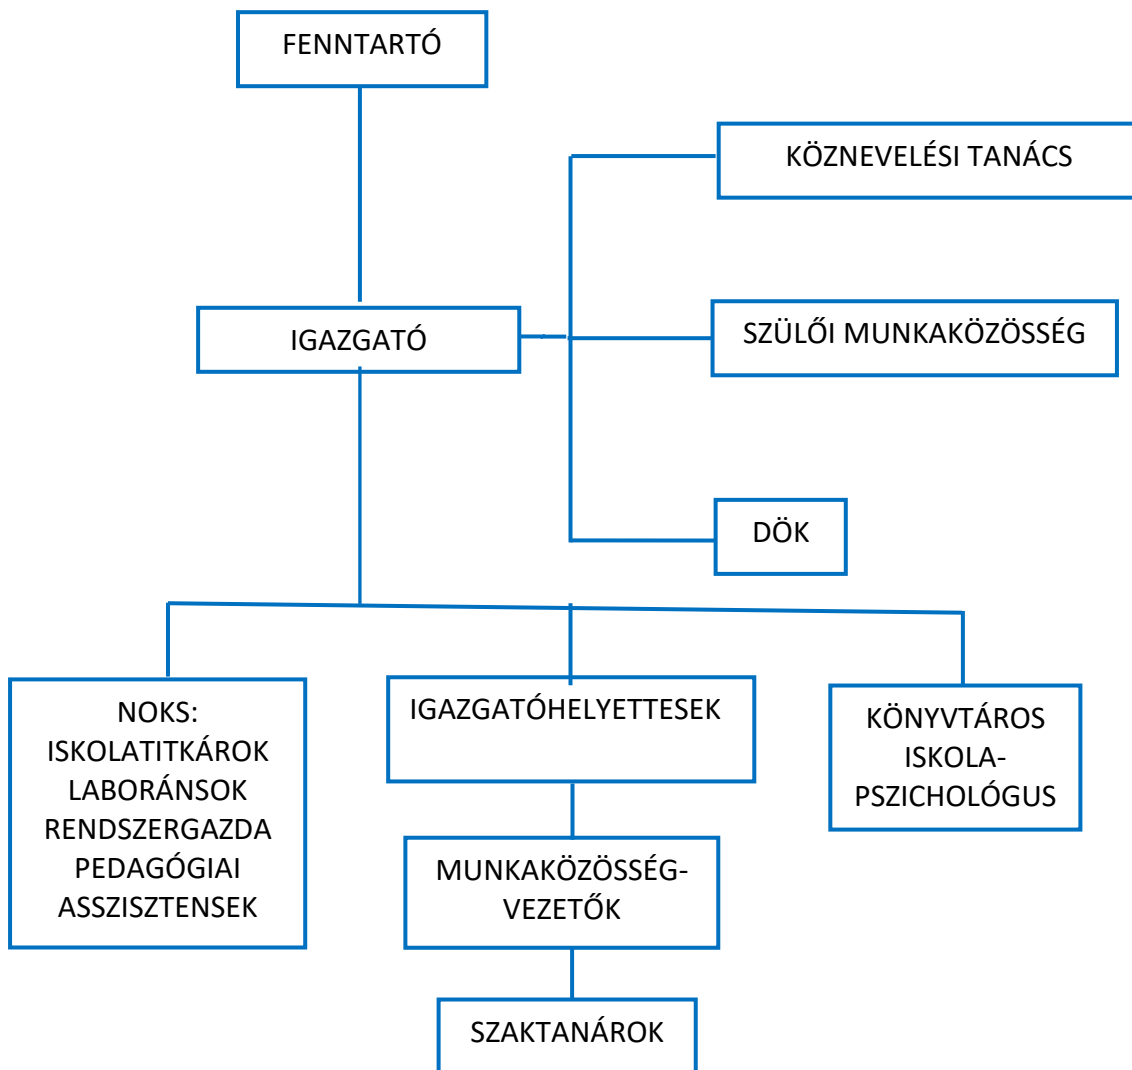 FENNTARTÓ
KÖZNEVELÉSI TANÁCS
IGAZGATÓ
SZÜLŐI MUNKAKÖZÖSSÉG
DÖK
NOKS:
ISKOLATITKÁROK
LABORÁNSOK
RENDSZERGAZDA
PEDAGÓGIAI
ASSZISZTENSEK
IGAZGATÓHELYETTESEK
KÖNYVTÁROS
ISKOLA-
PSZICHOLÓGUS
MUNKAKÖZÖSSÉG-
VEZETŐK
SZAKTANÁROK